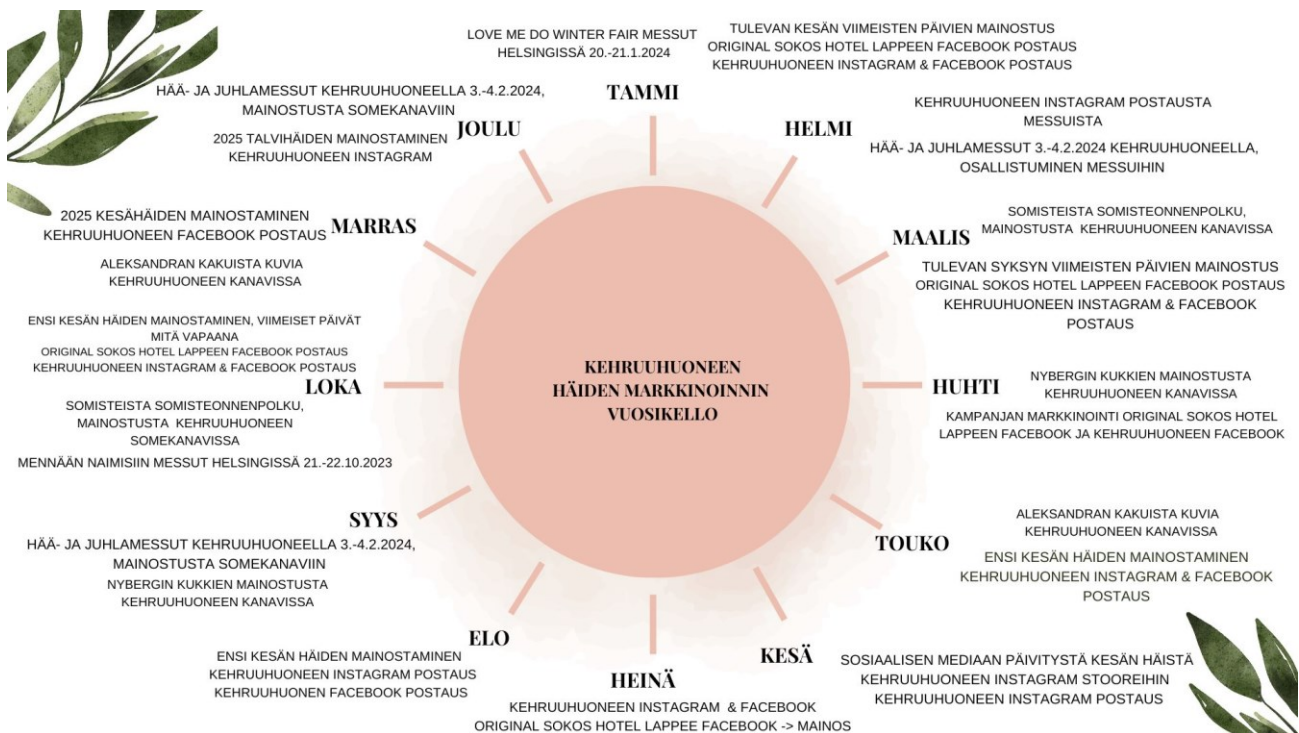 LOVE ME DO WINTER FAIR MESSUT
HELSINGISSÄ 20.-21.1.2024
TAMMI
TULEVAN KESÄN VIIMEISTEN PÄIVIEN MAINOSTUS
ORIGINAL SOKOS HOTEL LAPPEEN FACEBOOK POSTAUS
KEHRUUHUONEEN INSTAGRAM & FACEBOOK POSTAUS
HELMI
KEHRUUHUONEEN INSTAGRAM POSTAUSTA
MESSUISTA
HÄÄ- JA JUHLAMESSUT 3.-4.2.2024 KEHRUUHUONEELLA,
OSALLISTUMINEN MESSUIHIN
MAALIS
SOMISTEISTA SOMISTEONNENPOLKU,
MAINOSTUSTA KEHRUUHUONEEN KANAVISSA
TULEVAN SYKSYN VIIMEISTEN PÄIVIEN MAINOSTUS
ORIGINAL SOKOS HOTEL LAPPEEN FACEBOOK POSTAUS
KEHRUUHUONEEN INSTAGRAM & FACEBOOK
POSTAUS
HUHTI
NYBERGIN KUKKIEN MAINOSTUSTA
KEHRUUHUONEEN KANAVISSA
KAMPANJAN MARKKINOINTI ORIGINAL SOKOS HOTEL
LAPPEEN FACEBOOK JA KEHRUUHUONEEN FACEBOOK
TOUKO
ALEKSANDRAN KAKUISTA KUVIA
KEHRUUHUONEEN KANAVISSA
ENSI KESÄN HÄIDEN MAINOSTAMINEN
KEHRUUHUONEEN INSTAGRAM & FACEBOOK
POSTAUS
KESÄ
SOSIAALISEN MEDIAAN PÄIVITYSTÄ KESÄN HÄISTÄ
KEHRUUHUONEEN INSTAGRAM STOOREIHIN
KEHRUUHUONEEN INSTAGRAM POSTAUS
HEINÄ
KEHRUUHUONEEN INSTAGRAM & FACEBOOK
ORIGINAL SOKOS HOTEL LAPPEE FACEBOOK -> MAINOS
ELO
ENSI KESÄN HÄIDEN MAINOSTAMINEN
KEHRUUHUONEEN INSTAGRAM POSTAUS
KEHRUUHUONEN FACEBOOK POSTAUS
SYYS
HÄÄ- JA JUHLAMESSUT KEHRUUHUONEELLA 3.-4.2.2024,
MAINOSTUSTA SOMEKANAVIIN
NYBERGIN KUKKIEN MAINOSTUSTA
KEHRUUHUONEEN KANAVISSA
LOKA
ENSI KESÄN HÄIDEN MAINOSTAMINEN, VIIMEISET PÄIVÄT
MITÄ VAPAANA
ORIGINAL SOKOS HOTEL LAPPEEN FACEBOOK POSTAUS
KEHRUUHUONEEN INSTAGRAM & FACEBOOK POSTAUS
SOMISTEISTA SOMISTEONNENPOLKU,
MAINOSTUSTA KEHRUUHUONEEN
SOMEKANAVISSA
MENNÄÄN NAIMISIIN MESSUT HELSINGISSÄ 21.-22.10.2023
MARRAS
2025 KESÄHÄIDEN MAINOSTAMINEN
KEHRUUHUONEEN FACEBOOK POSTAUS
ALEKSANDRAN KAKUISTA KUVIA
KEHRUUHUONEEN KANAVISSA
JOULU
HÄÄ- JA JUHLAMESSUT KEHRUUHUONEELLA 3.-4.2.2024,
MAINOSTUSTA SOMEKANAVIIN
2025 TALVIHÄIDEN MAINOSTAMINEN
KEHRUUHUONEEN INSTAGRAM
KEHRUUHUONEEN
HÄIDEN MARKKINOINNIN
VUOSIKELLO